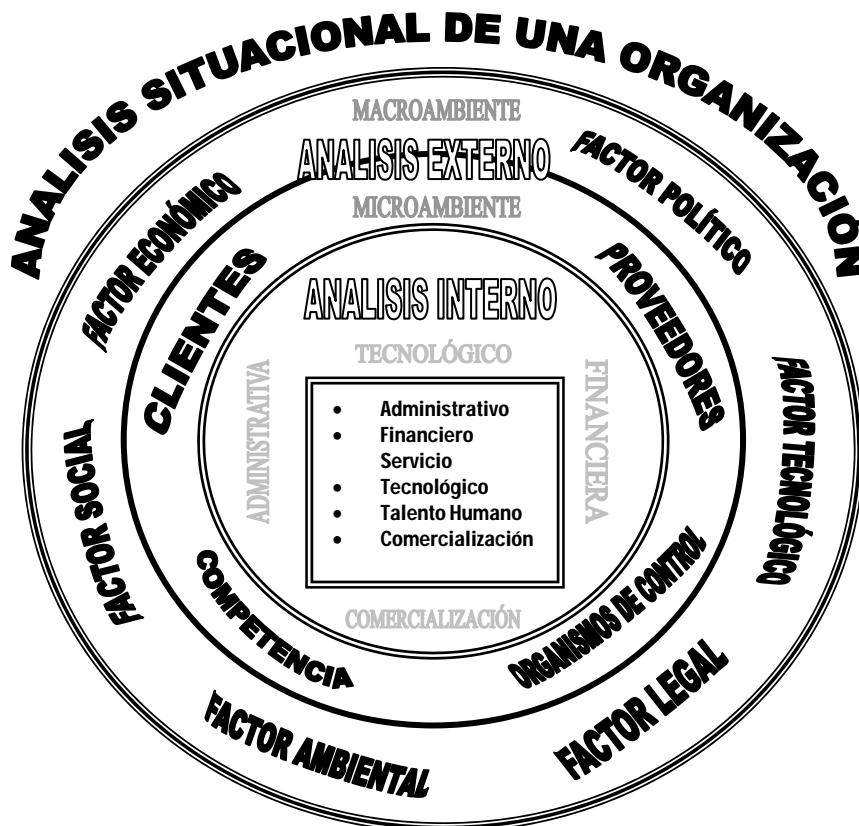 ANALISIS SITUACIONAL DE UNA ORGANIZACIÓN
MACROAMBIENTE
ANALISIS EXTERNO
MICROAMBIENTE
FACTOR ECONÓMICO
FACTOR POLÍTICO
CLIENTES
PROVEEDORES
ANALISIS INTERNO
TECNOLÓGICO
ADMINISTRATIVA
FINANCIERA
• Administrativo
• Financiero
Servicio
• Tecnológico
• Talento Humano
• Comercialización
COMERCIALIZACIÓN
FACTOR SOCIAL
FACTOR TECNOLÓGICO
COMPETENCIA
ORGANISMOS DE CONTROL
FACTOR AMBIENTAL
FACTOR LEGAL